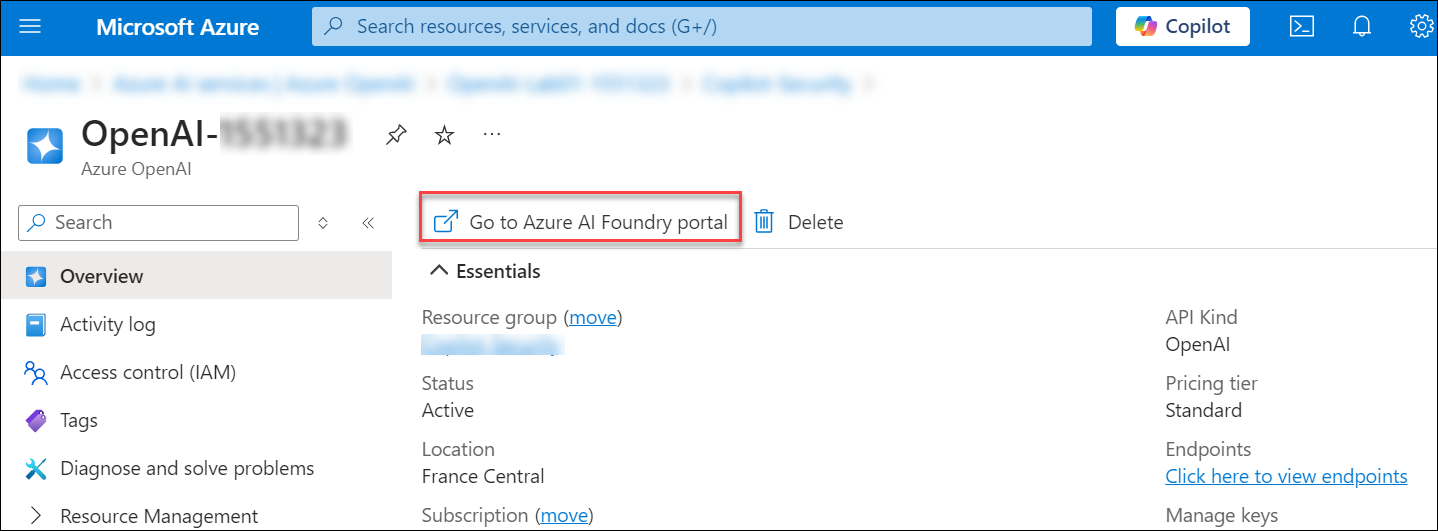 Microsoft Azure
Search resources, services, and docs (G+/)
Copilot
OpenAI-
Azure OpenAI
Search
Go to Azure AI Foundry portal
Delete
Overview
Essentials
Activity log
Resource group (move)
API Kind
OpenAI
Access control (IAM)
Status
Pricing tier
Active
Standard
Tags
Location
Endpoints
Diagnose and solve problems
France Central
Click here to view endpoints
Resource Management
Subscription (move)
Manage keys